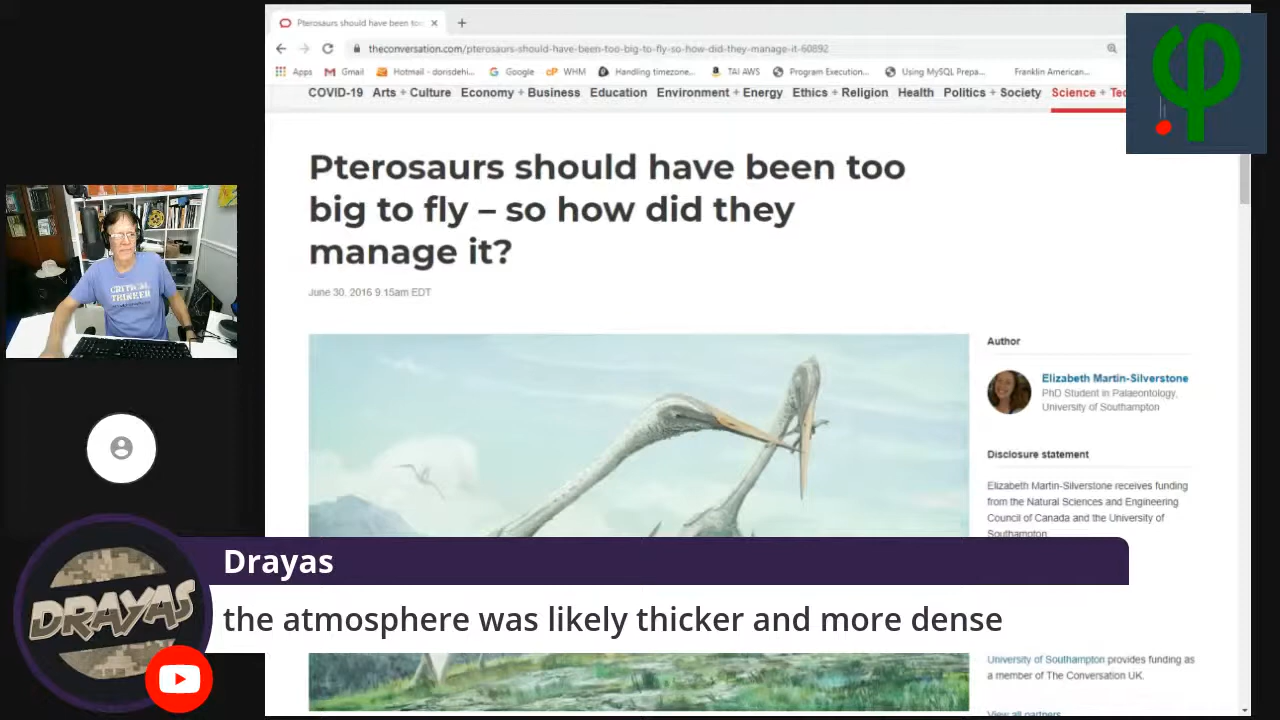 Pterosaurs should have been too
theconversation.com/pterosaurs-should-have-been-too-big-to-fly-so-how-did-they-manage-it-60892
Apps Gmail Hotmail - dorisdehi... Google WHM Handling timezone... TAI AWS Program Execution... Using MySQL Prepa... Franklin American...
COVID-19 Arts + Culture Economy + Business Education Environment + Energy Ethics + Religion Health Politics + Society Science + Tec
Pterosaurs should have been too
big to fly – so how did they
manage it?
June 30, 2016 9.15am EDT
Author
Elizabeth Martin-Silverstone
PhD Student in Palaeontology,
University of Southampton
Disclosure statement
Elizabeth Martin-Silverstone receives funding
from the Natural Sciences and Engineering
Council of Canada and the University of
Southampton
CRITICAL
THINKER
Drayas
DRAYAS
the atmosphere was likely thicker and more dense
University of Southampton provides funding as
a member of The Conversation UK.
View all partners